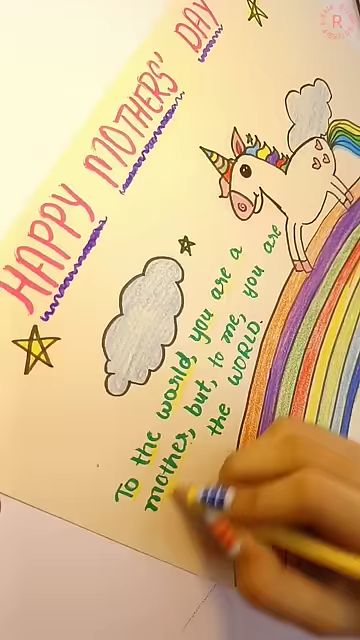 HAPPY MOTHERS' DAY
To the world, you are a
mother, but, to me, you are
the WORLD.
R